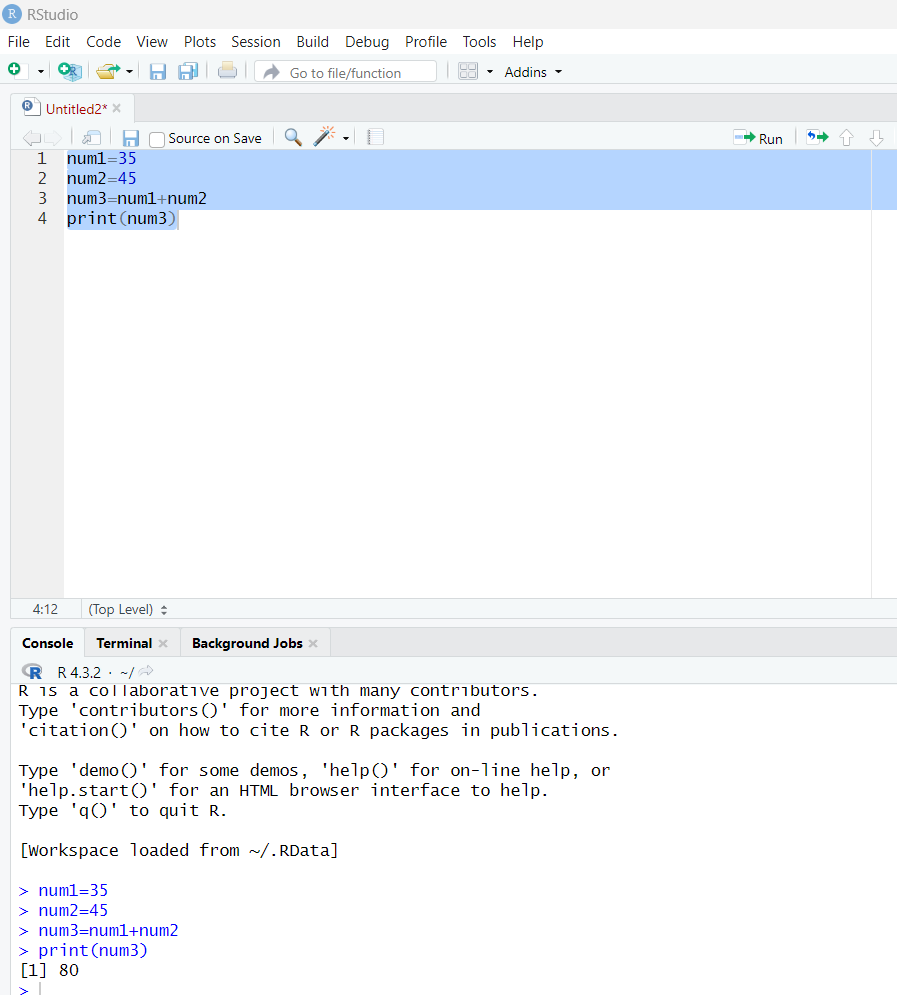 R RStudio
File Edit Code View Plots Session Build Debug Profile Tools Help
R Go to file/function Addins
R Untitled2*
Source on Save Run
1 num1=35
2 num2=45
3 num3=num1+num2
4 print(num3)
4:12 (Top Level)
Console Terminal Background Jobs
R R 4.3.2 · ~/
R is a collaborative project with many contributors.
Type 'contributors()' for more information and
'citation()' on how to cite R or R packages in publications.
Type 'demo()' for some demos, 'help()' for on-line help, or
'help.start()' for an HTML browser interface to help.
Type 'q()' to quit R.
[Workspace loaded from ~/.RData]
> num1=35
> num2=45
> num3=num1+num2
> print(num3)
[1] 80
>